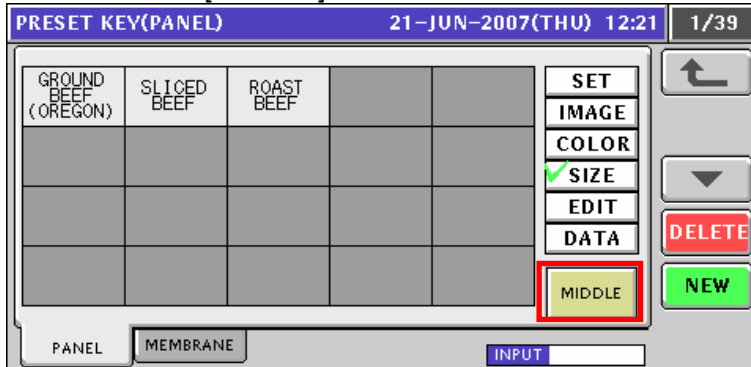 PRESET KEY(PANEL) 21-JUN-2007(THU) 12:21 1/39
GROUND
BEEF
(OREGON)
SLICED
BEEF
ROAST
BEEF
SET
IMAGE
COLOR
SIZE
EDIT
DATA
MIDDLE
DELETE
NEW
PANEL
MEMBRANE
INPUT